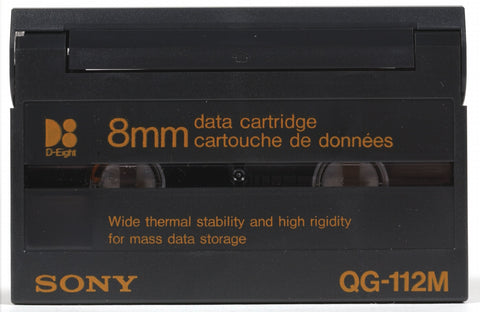 8mm data cartridge
cartouche de données
D-Eight
Wide thermal stability and high rigidity
for mass data storage
SONY QG-112M